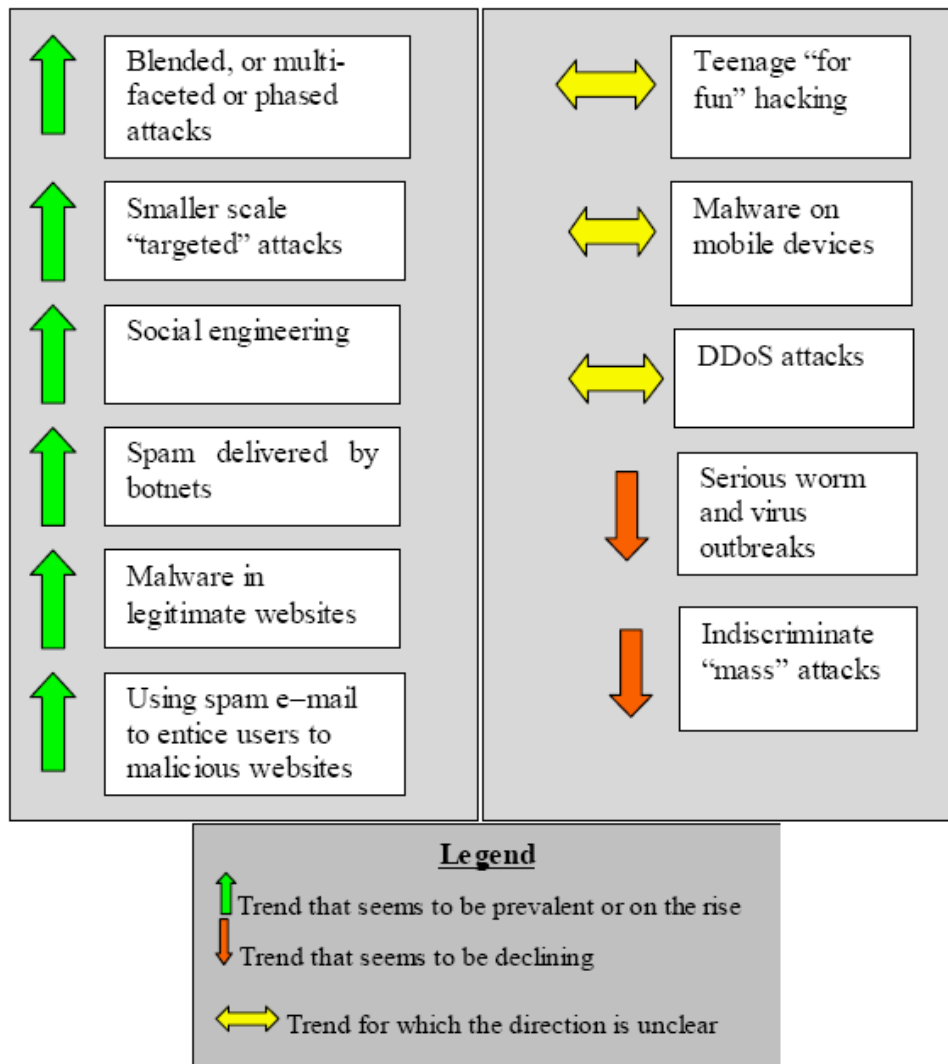 Blended, or multi-
faceted or phased
attacks
Smaller scale
“targeted” attacks
Social engineering
Spam delivered by
botnets
Malware in
legitimate websites
Using spam e–mail
to entice users to
malicious websites
Teenage “for
fun” hacking
Malware on
mobile devices
DDoS attacks
Serious worm
and virus
outbreaks
Indiscriminate
“mass” attacks
Legend
Trend that seems to be prevalent or on the rise
Trend that seems to be declining
Trend for which the direction is unclear